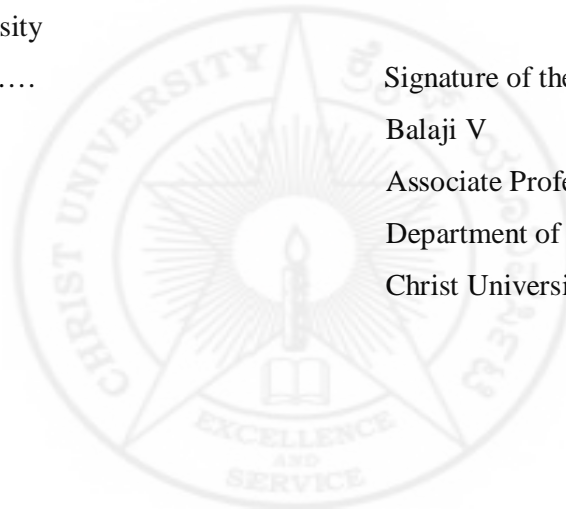 sity
….
Signature of the
Balaji V
Associate Profe
Department of
Christ Universi
CHRIST UNIVERSITY
EXCELLENCE
AND
SERVICE